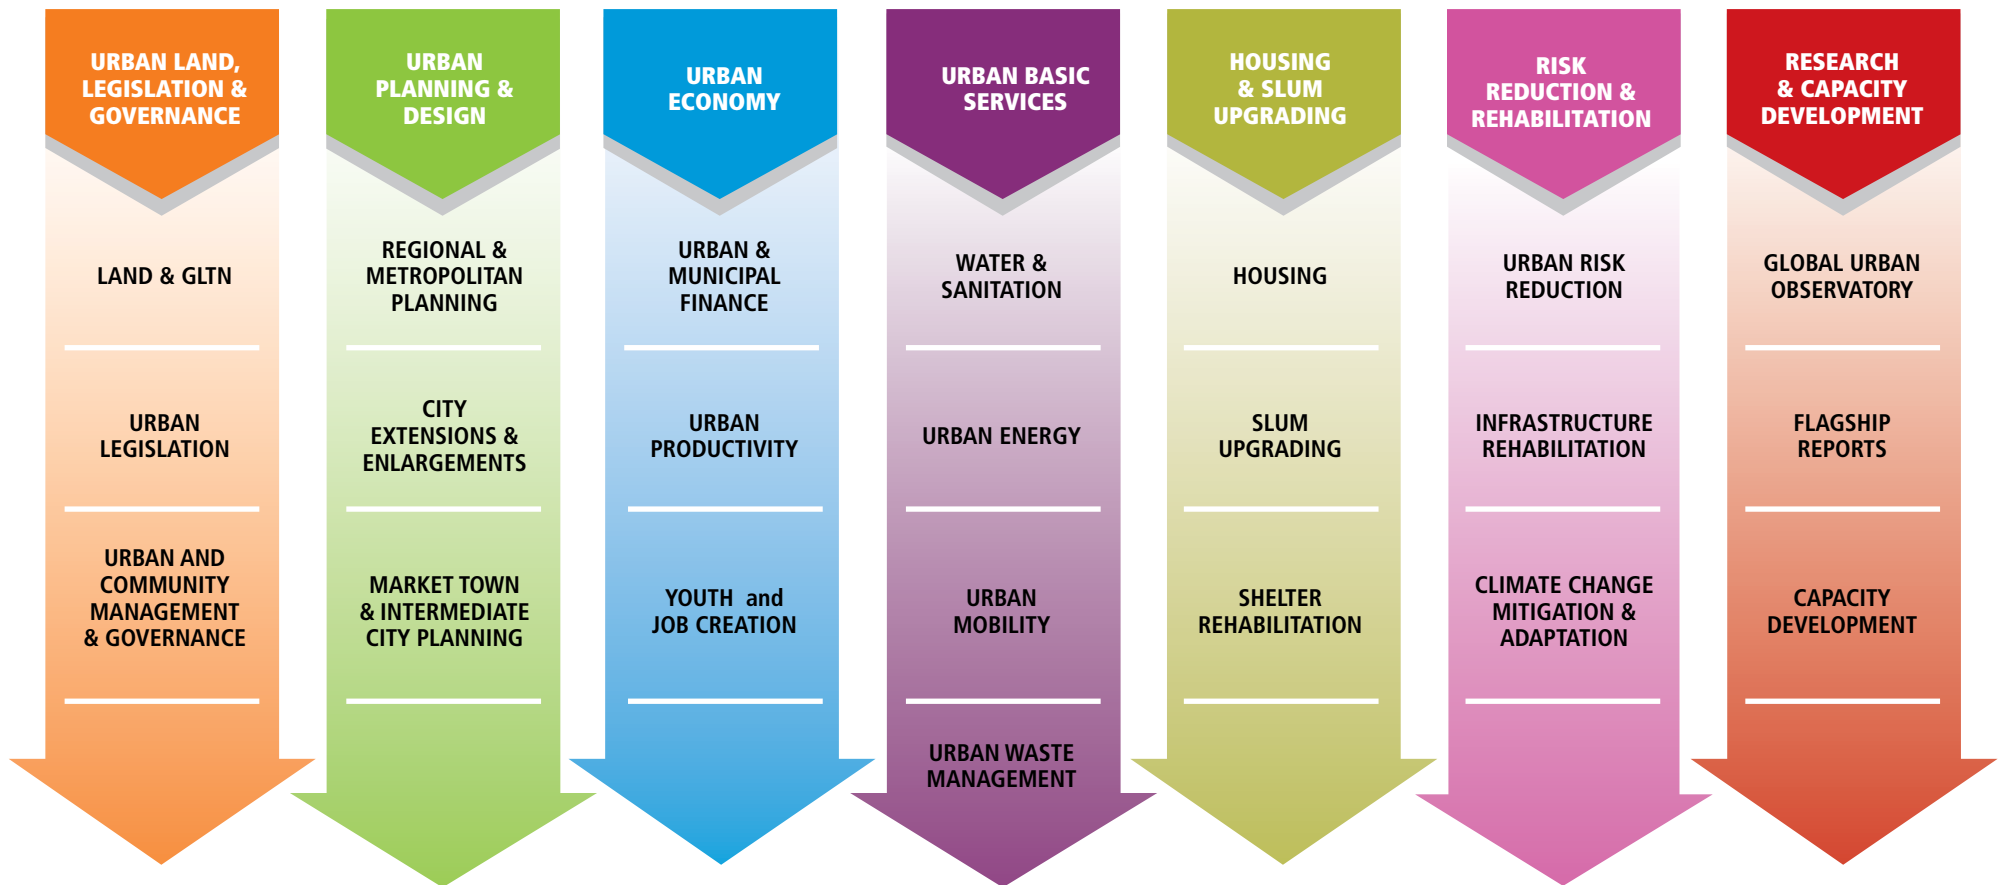 URBAN LAND,
LEGISLATION &
GOVERNANCE
LAND & GLTN
URBAN
LEGISLATION
URBAN AND
COMMUNITY
MANAGEMENT
& GOVERNANCE
URBAN
PLANNING &
DESIGN
REGIONAL &
METROPOLITAN
PLANNING
CITY
EXTENSIONS &
ENLARGEMENTS
MARKET TOWN
& INTERMEDIATE
CITY PLANNING
URBAN
ECONOMY
URBAN &
MUNICIPAL
FINANCE
URBAN
PRODUCTIVITY
YOUTH and
JOB CREATION
URBAN BASIC
SERVICES
WATER &
SANITATION
URBAN ENERGY
URBAN
MOBILITY
URBAN WASTE
MANAGEMENT
HOUSING
& SLUM
UPGRADING
HOUSING
SLUM
UPGRADING
SHELTER
REHABILITATION
RISK
REDUCTION &
REHABILITATION
URBAN RISK
REDUCTION
INFRASTRUCTURE
REHABILITATION
CLIMATE CHANGE
MITIGATION &
ADAPTATION
RESEARCH
& CAPACITY
DEVELOPMENT
GLOBAL URBAN
OBSERVATORY
FLAGSHIP
REPORTS
CAPACITY
DEVELOPMENT